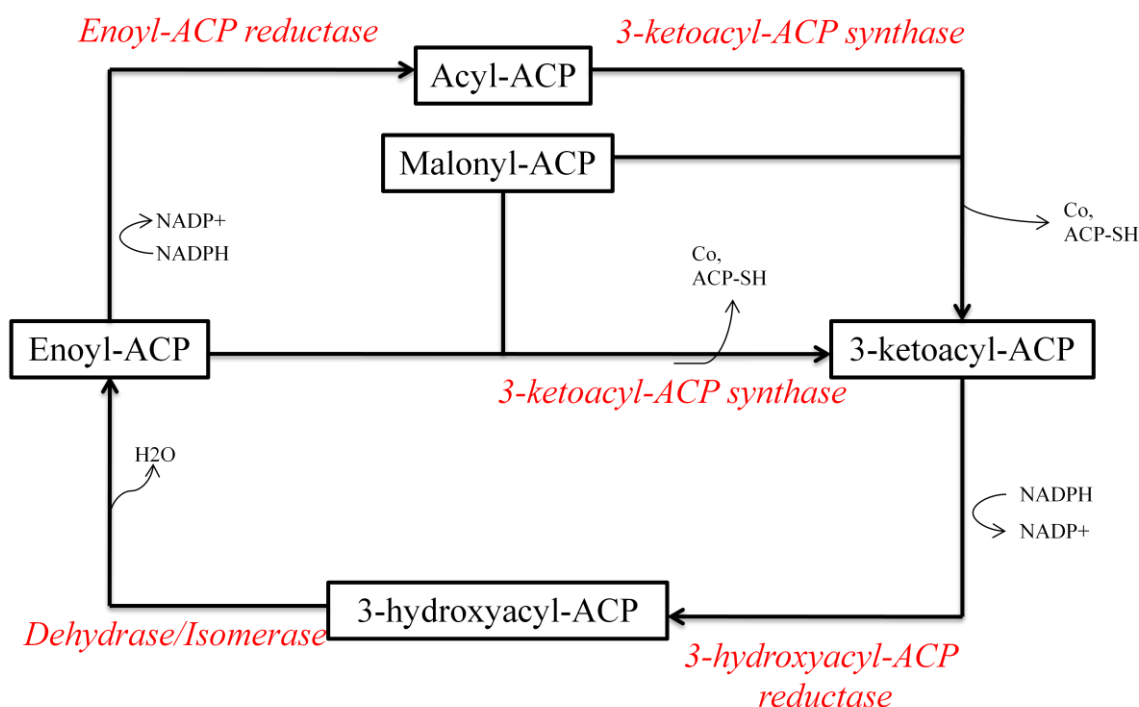 Enoyl-ACP reductase
3-ketoacyl-ACP synthase
Acyl-ACP
Malonyl-ACP
NADP+
NADPH
Co,
ACP-SH
Co,
ACP-SH
Enoyl-ACP
3-ketoacyl-ACP
3-ketoacyl-ACP synthase
H2O
NADPH
NADP+
3-hydroxyacyl-ACP
Dehydrase/Isomerase
3-hydroxyacyl-ACP
reductase